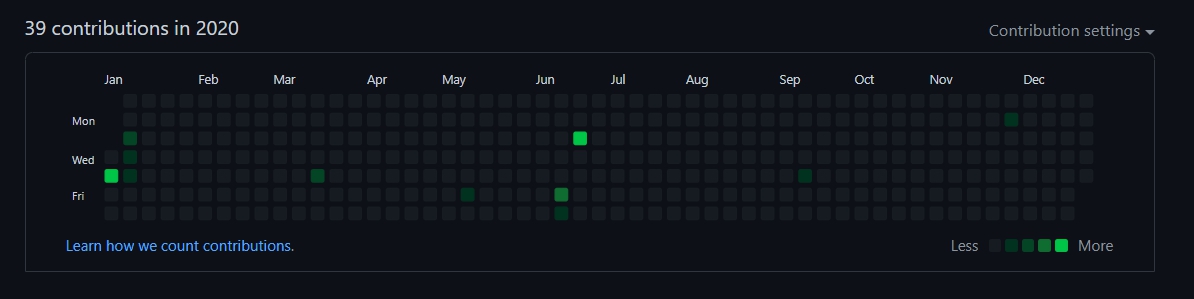 39 contributions in 2020
Contribution settings
Jan Feb Mar Apr May Jun Jul Aug Sep Oct Nov Dec
Mon
Wed
Fri
Learn how we count contributions.
Less More